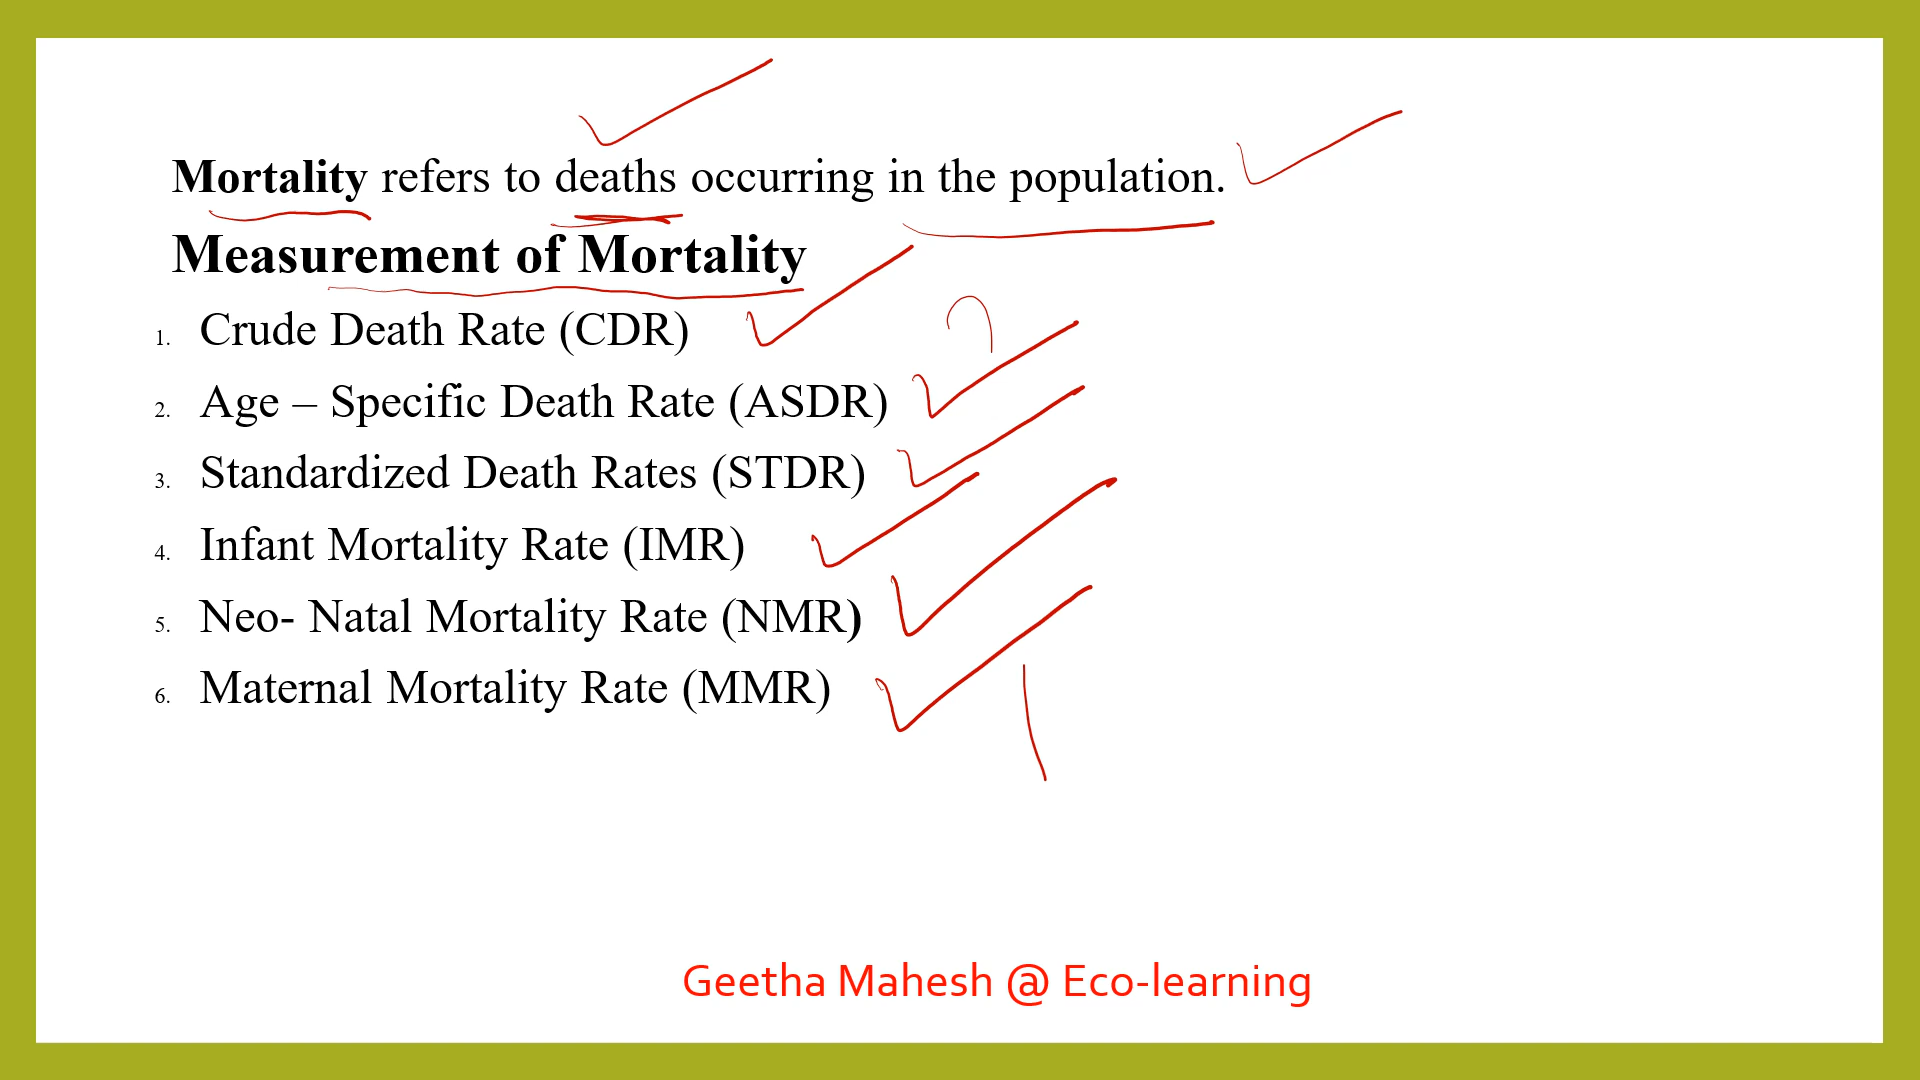 Mortality refers to deaths occurring in the population.
Measurement of Mortality
1. Crude Death Rate (CDR)
2. Age – Specific Death Rate (ASDR)
3. Standardized Death Rates (STDR)
4. Infant Mortality Rate (IMR)
5. Neo- Natal Mortality Rate (NMR)
6. Maternal Mortality Rate (MMR)
Geetha Mahesh @ Eco-learning